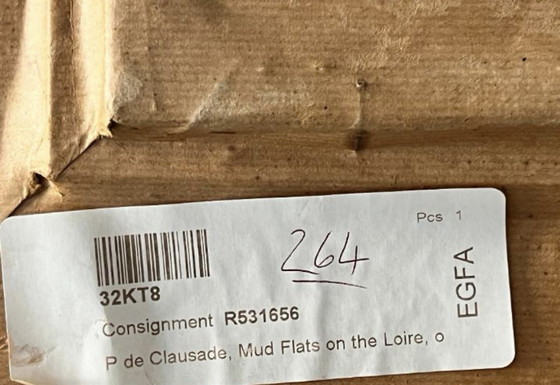 Pcs 1
264
EGFA
32KT8
Consignment R531656
P de Clausade, Mud Flats on the Loire, o